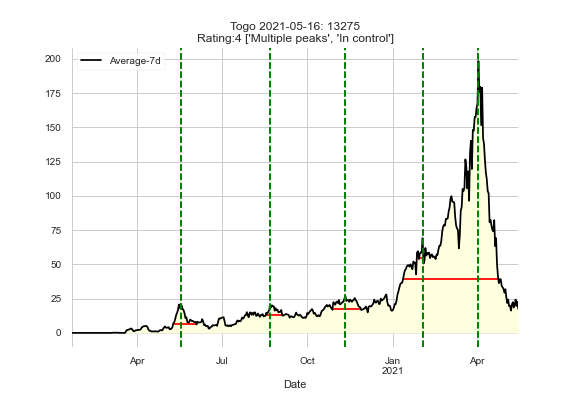 Togo 2021-05-16: 13275
Rating:4 ['Multiple peaks', 'In control']
Average-7d
200
175
150
125
100
75
50
25
0
Apr Jul Oct Jan Apr
2021
Date